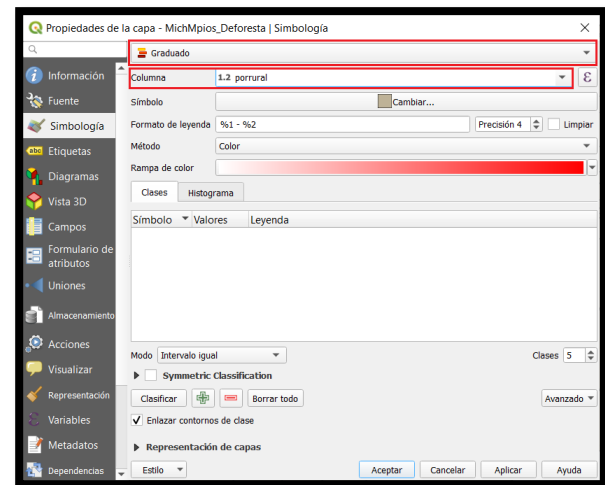 Propiedades de la capa - MichMpios_Deforesta | Simbología
Graduado
Información
Fuente
Simbología
abc Etiquetas
Diagramas
Vista 3D
Campos
Formulario de
atributos
Uniones
Almacenamiento
Acciones
Visualizar
Representación
Variables
Metadatos
Dependencias
Columna 1.2 porrural ε
Símbolo Cambiar...
Formato de leyenda %1 - %2 Precisión 4 Limpiar
Método Color
Rampa de color
Clases Histograma
Símbolo Valores Leyenda
Modo Intervalo igual Clases 5
Symmetric Classification
Clasificar Borrar todo Avanzado
Enlazar contornos de clase
Representación de capas
Estilo Aceptar Cancelar Aplicar Ayuda